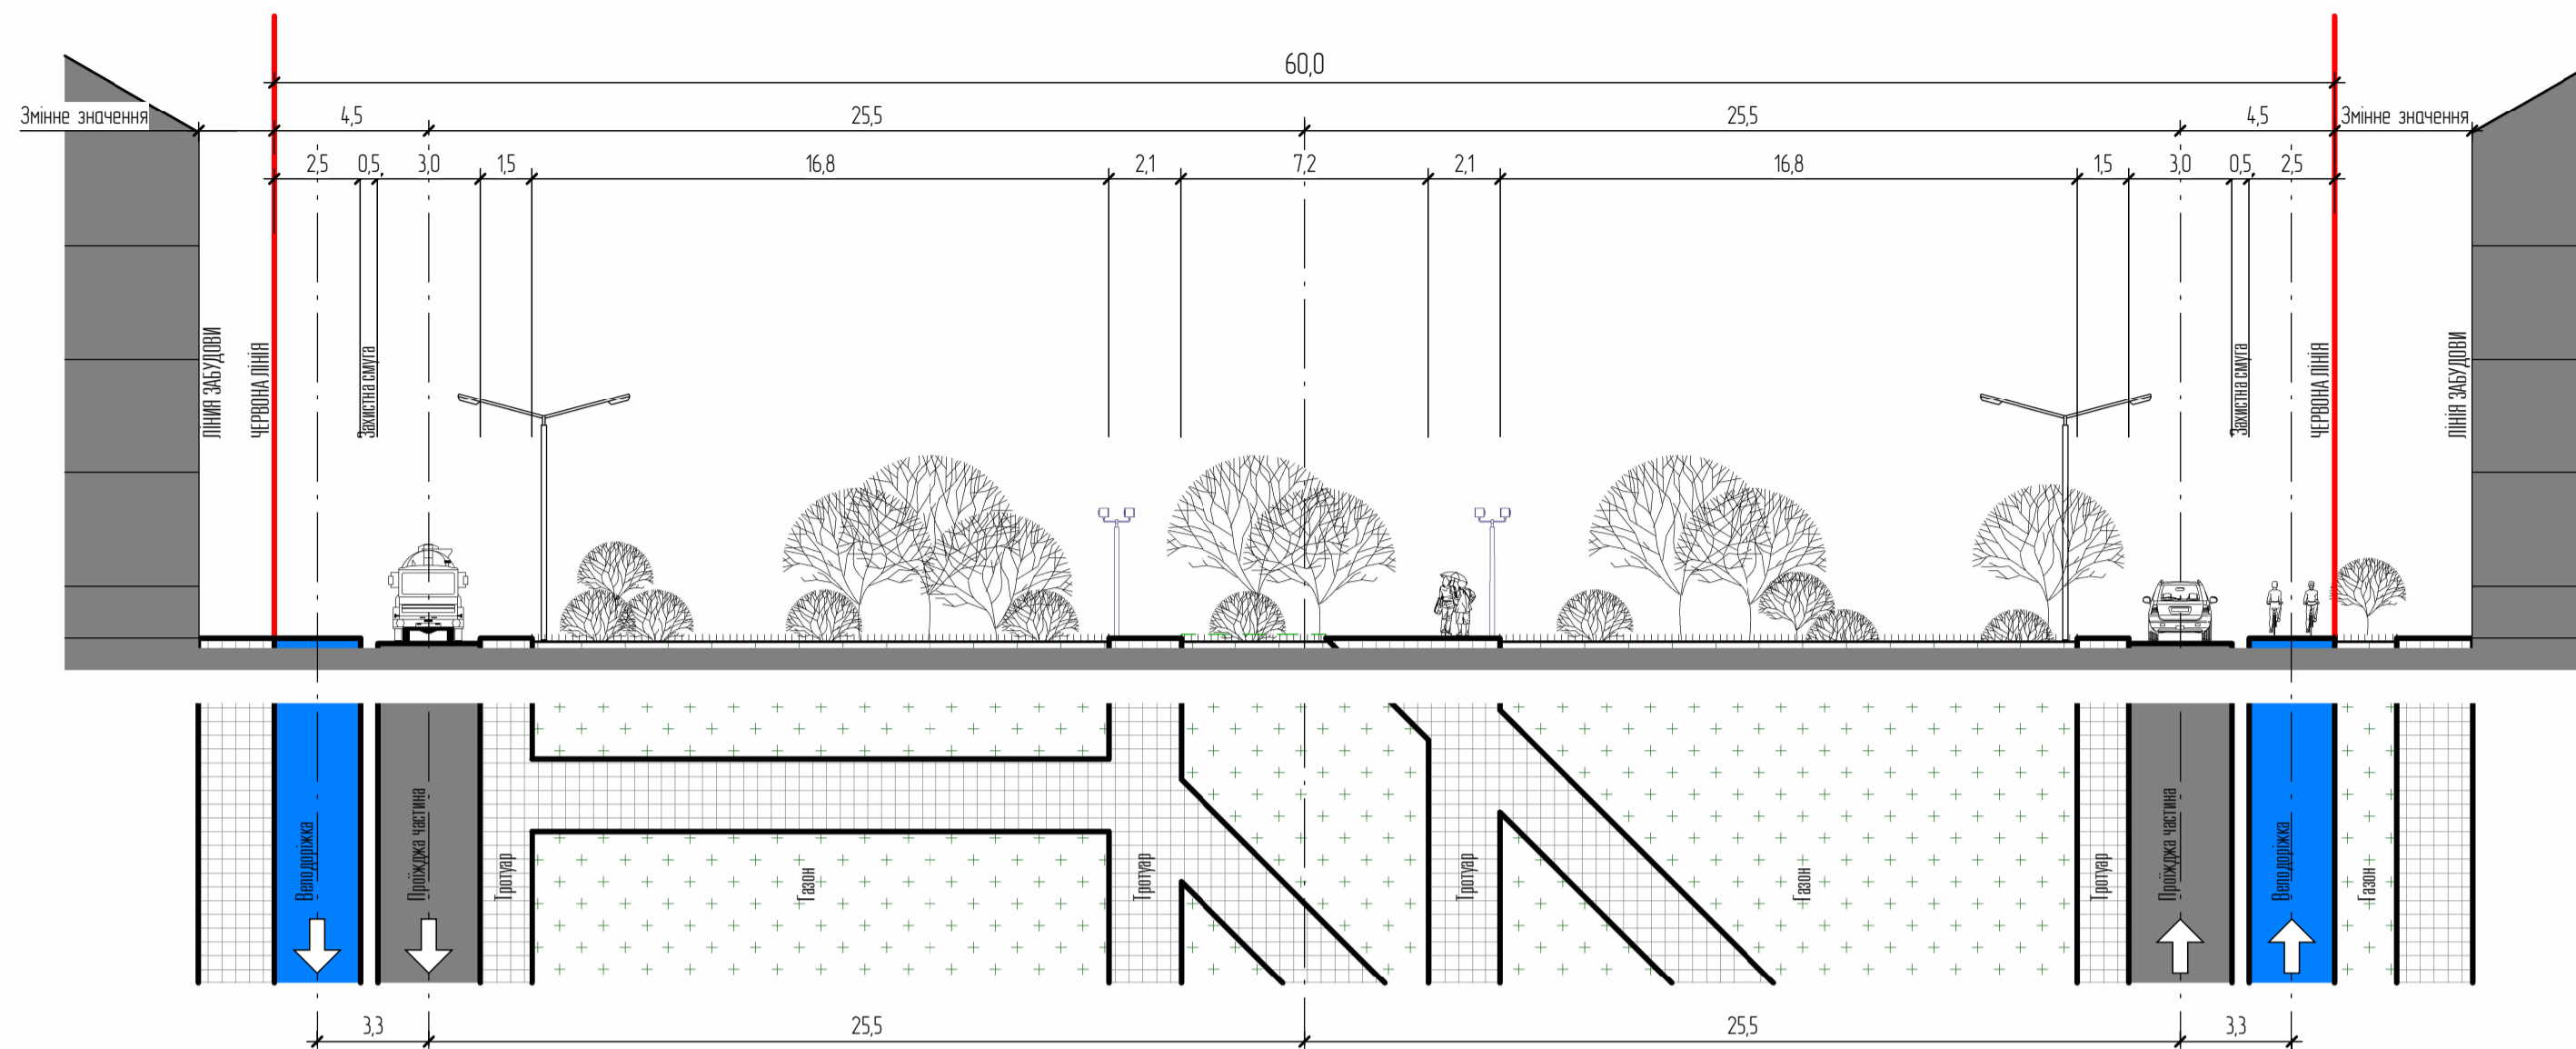 60,0
Змінне значення
4,5
25,5
25,5
4,5
Змінне значення
2,5
0,5
3,0
1,5
16,8
2,1
7,2
2,1
16,8
1,5
3,0
0,5
2,5
ЛІНИЯ ЗАБУДОВИ
ЧЕРВОНА ЛІНІЯ
Захистна смуга
Захистна смуга
ЧЕРВОНА ЛІНІЯ
ЛІНІЯ ЗАБУДОВИ
Велодоріжка
Проїжджа частина
Тротуар
Газон
Тротуар
Тротуар
Газон
Тротуар
Проїжджа частина
Велодоріжка
Газон
3,3
25,5
25,5
3,3